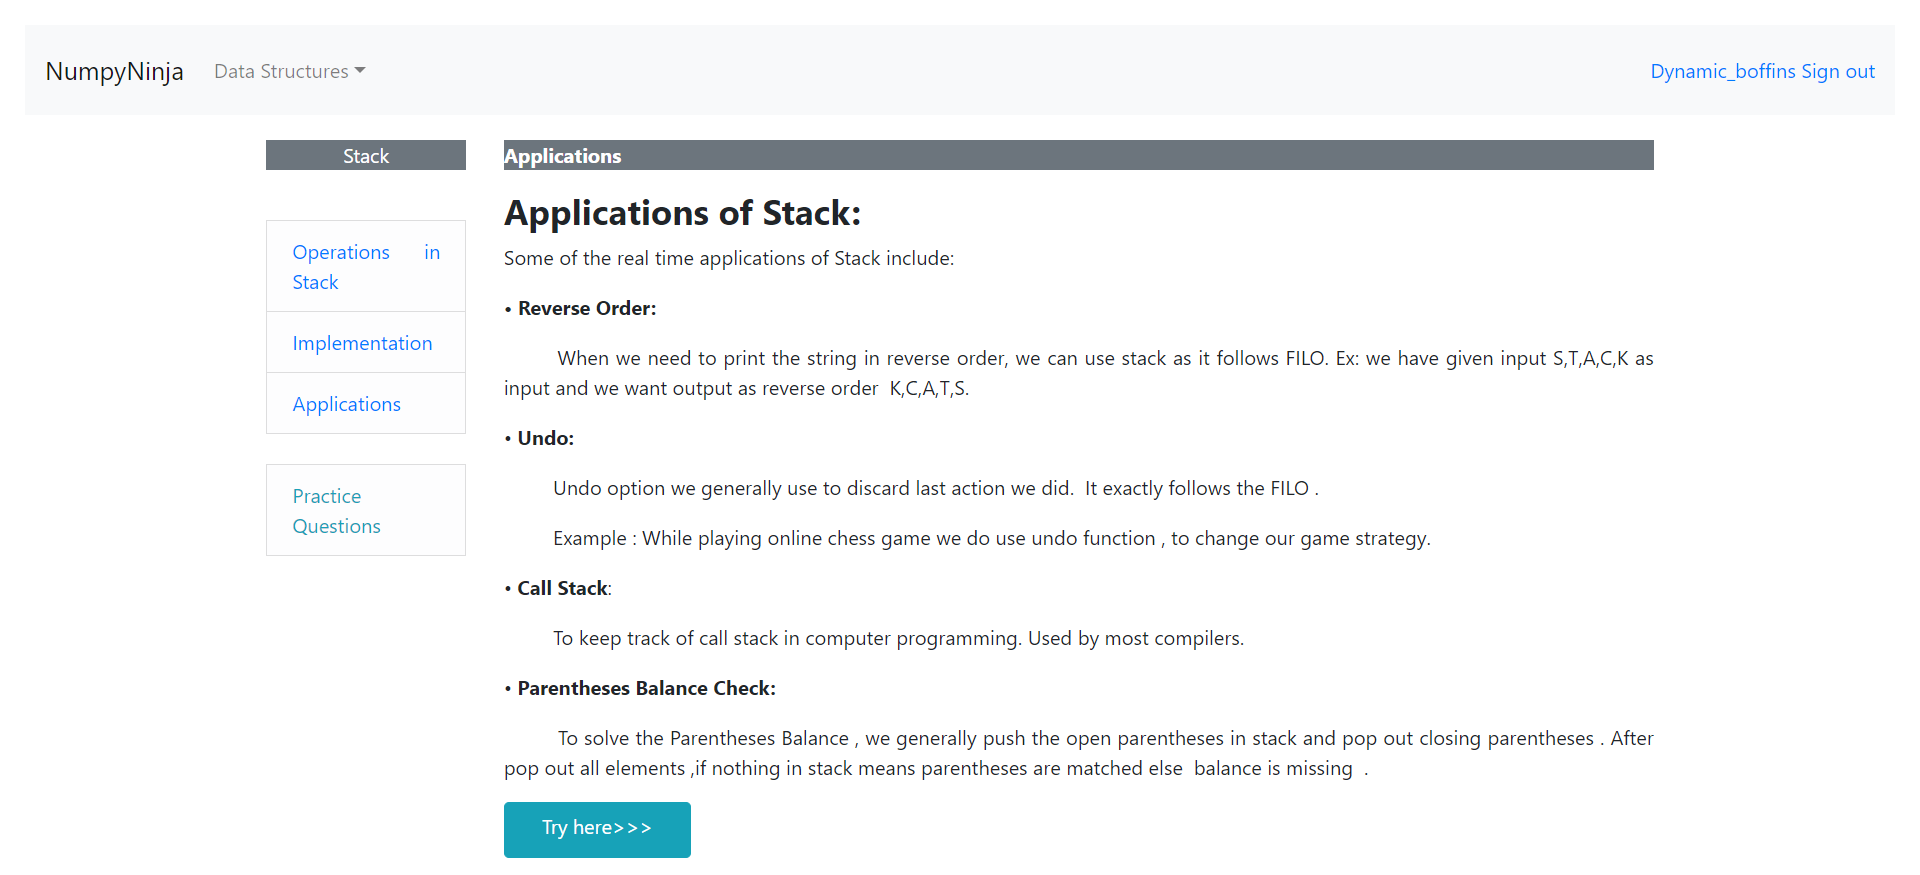 NumpyNinja Data Structures Dynamic_boffins Sign out
Stack
Operations in
Stack
Implementation
Applications
Practice
Questions
Applications
Applications of Stack:
Some of the real time applications of Stack include:
• Reverse Order:
When we need to print the string in reverse order, we can use stack as it follows FILO. Ex: we have given input S,T,A,C,K as
input and we want output as reverse order  K,C,A,T,S.
• Undo:
Undo option we generally use to discard last action we did.  It exactly follows the FILO .
Example : While playing online chess game we do use undo function , to change our game strategy.
• Call Stack:
To keep track of call stack in computer programming. Used by most compilers.
• Parentheses Balance Check:
To solve the Parentheses Balance , we generally push the open parentheses in stack and pop out closing parentheses . After
pop out all elements ,if nothing in stack means parentheses are matched else  balance is missing  .
Try here>>>